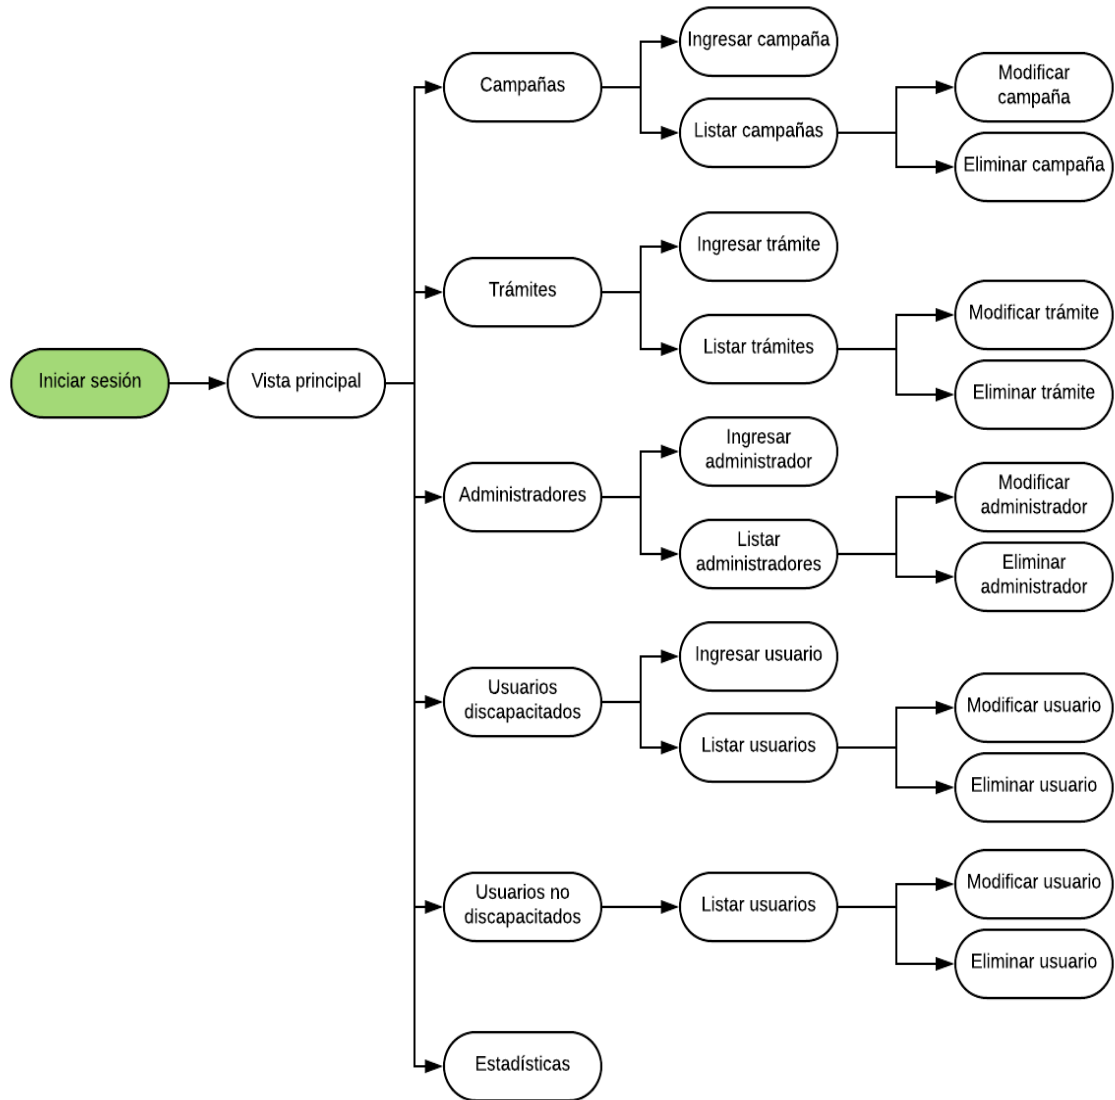 Iniciar sesión
Vista principal
Campañas
Ingresar campaña
Listar campañas
Modificar
campaña
Eliminar campaña
Trámites
Ingresar trámite
Listar trámites
Modificar trámite
Eliminar trámite
Administradores
Ingresar
administrador
Listar
administradores
Modificar
administrador
Eliminar
administrador
Usuarios
discapacitados
Ingresar usuario
Listar usuarios
Modificar usuario
Eliminar usuario
Usuarios no
discapacitados
Listar usuarios
Modificar usuario
Eliminar usuario
Estadísticas